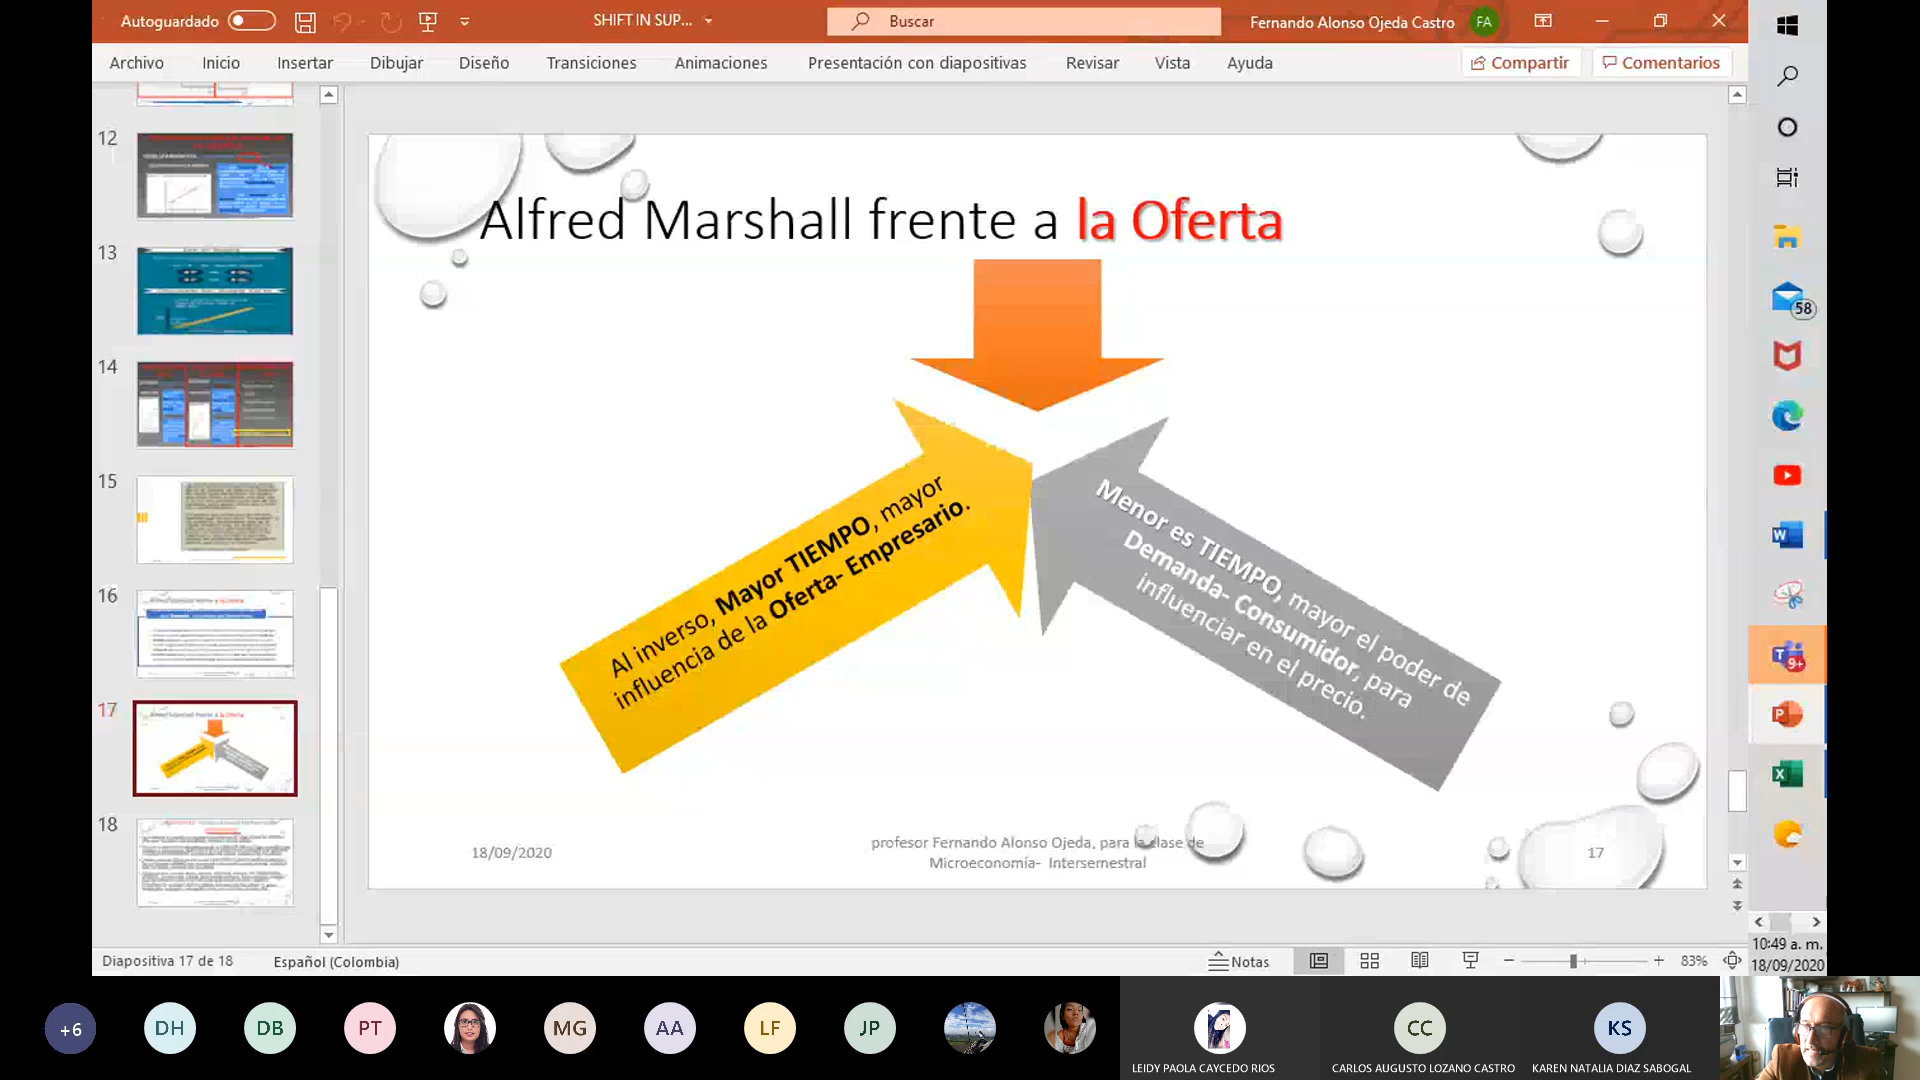 Autoguardado
SHIFT IN SUP...
Buscar
Fernando Alonso Ojeda Castro
FA
Archivo
Inicio
Insertar
Dibujar
Diseño
Transiciones
Animaciones
Presentación con diapositivas
Revisar
Vista
Ayuda
Compartir
Comentarios
12
13
14
15
16
17
18
Alfred Marshall frente a la Oferta
Al inverso, Mayor TIEMPO, mayor
influencia de la Oferta- Empresario.
Menor es TIEMPO, mayor el poder de
Demanda- Consumidor, para
influenciar en el precio.
18/09/2020
profesor Fernando Alonso Ojeda, para la clase de
Microeconomía- Intersemestral
17
58
9+
Diapositiva 17 de 18
Español (Colombia)
Notas
83%
10:49 a. m.
18/09/2020
+6
DH
DB
PT
MG
AA
LF
JP
CC
KS
LEIDY PAOLA CAYCEDO RIOS
CARLOS AUGUSTO LOZANO CASTRO
KAREN NATALIA DIAZ SABOGAL